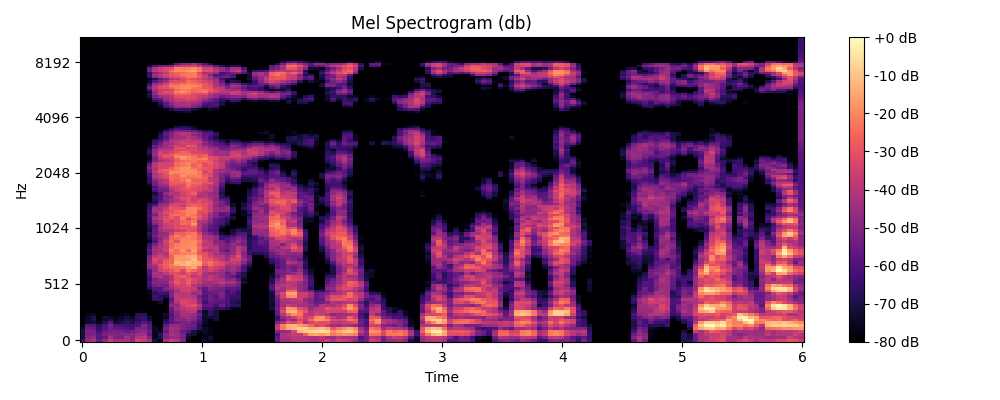 Mel Spectrogram (db)
Hz
8192
4096
2048
1024
512
0
0 1 2 3 4 5 6
Time
+0 dB
-10 dB
-20 dB
-30 dB
-40 dB
-50 dB
-60 dB
-70 dB
-80 dB